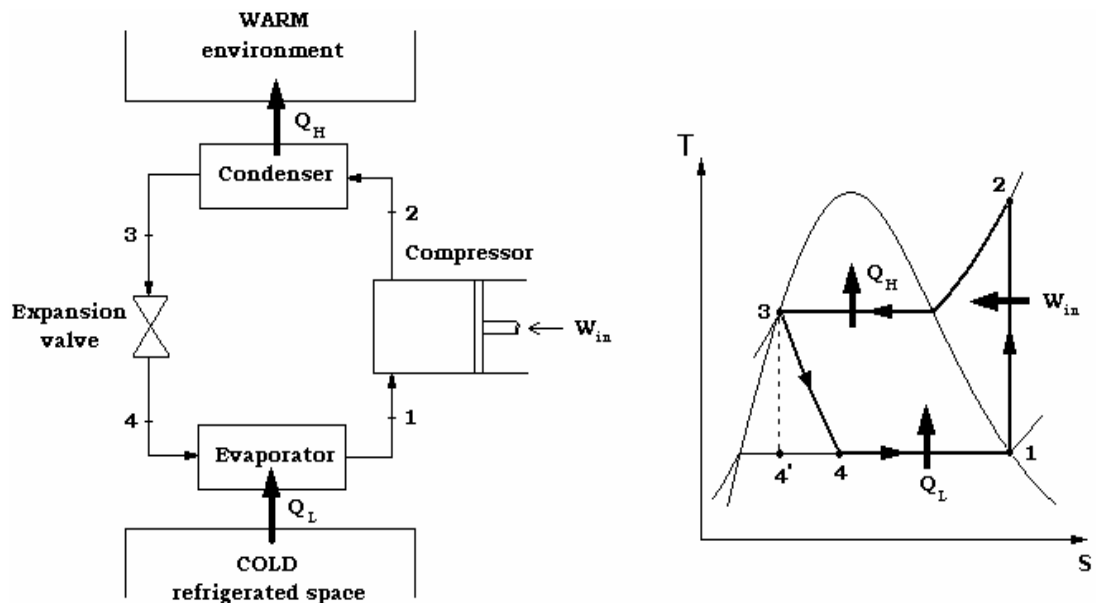 WARM
environment
Q_H
Condenser
2
3
Compressor
Expansion
valve
W_in
4
1
Evaporator
Q_L
COLD
refrigerated space
T
2
Q_H
3
W_in
4'
4
1
Q_L
s